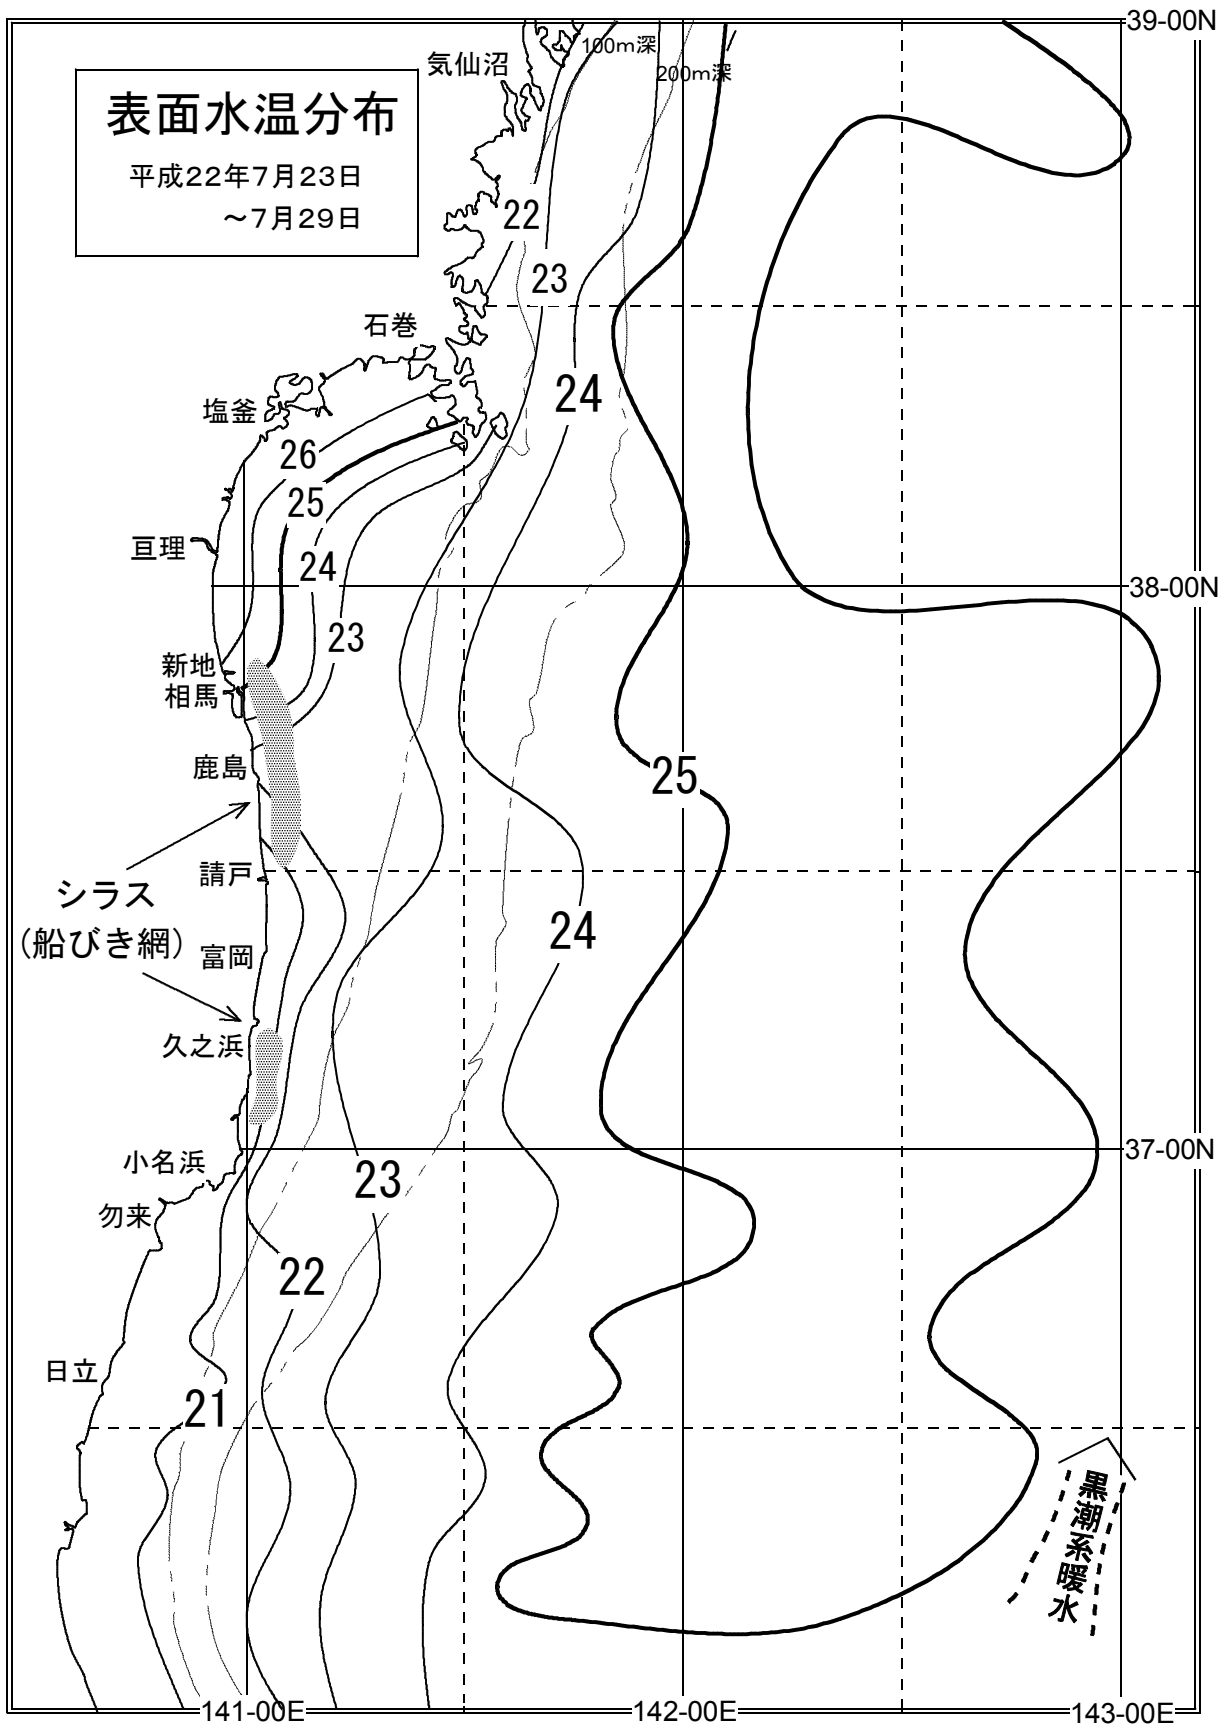 39-00N
100m深
気仙沼
200m深
表面水温分布
平成22年7月23日
～7月29日
22
23
石巻
24
塩釜
26
25
亘理
24
38-00N
23
新地
相馬
鹿島
25
請戸
シラス
(船びき網)
24
富岡
久之浜
37-00N
小名浜
23
勿来
22
日立
21
黒潮系暖水
141-00E
142-00E
143-00E